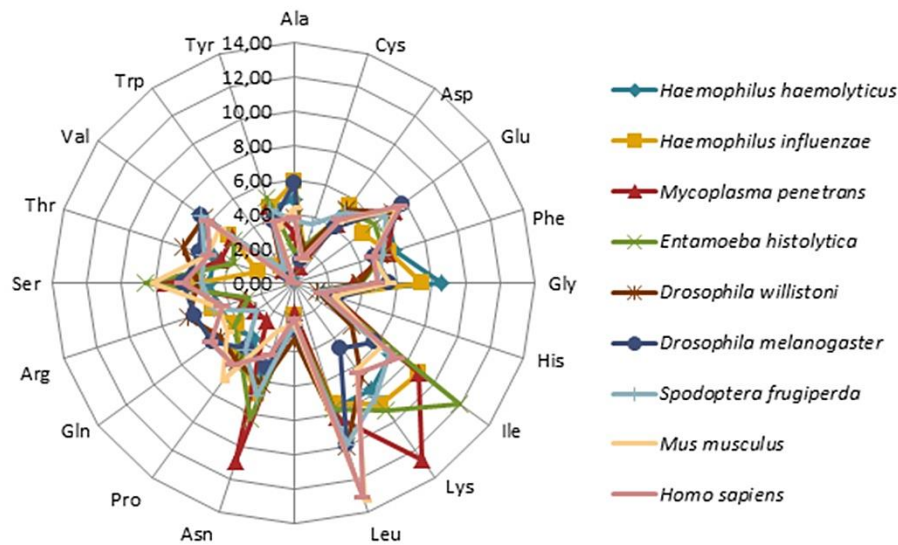 Ala
Cys
Asp
Glu
Phe
Gly
His
Ile
Lys
Leu
Asn
Pro
Gln
Arg
Ser
Thr
Val
Trp
Tyr
14,00
12,00
10,00
8,00
6,00
4,00
2,00
0,00
Haemophilus haemolyticus
Haemophilus influenzae
Mycoplasma penetrans
Entamoeba histolytica
Drosophila willistoni
Drosophila melanogaster
Spodoptera frugiperda
Mus musculus
Homo sapiens